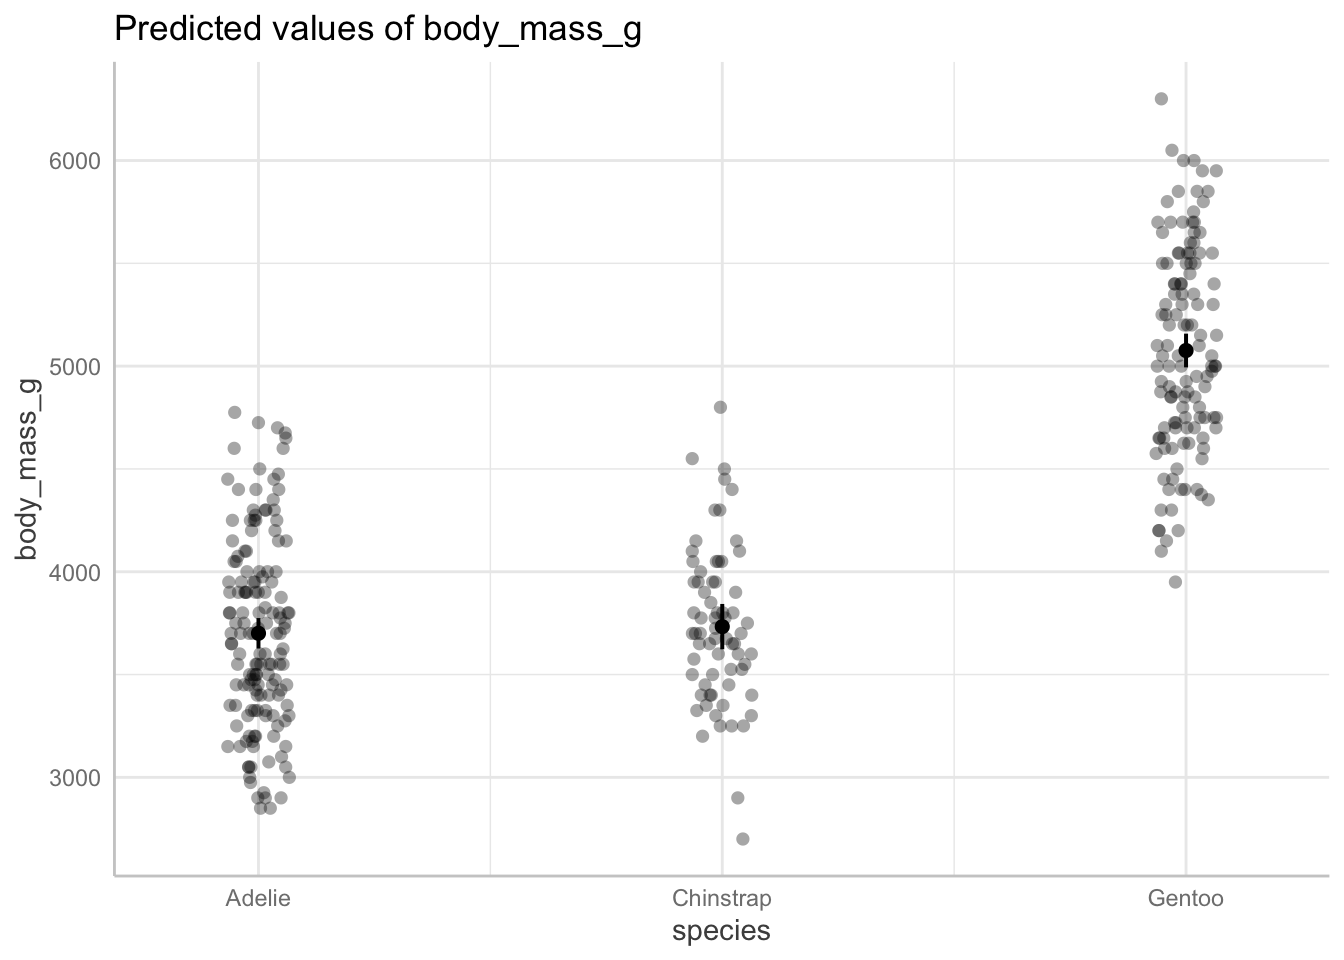 Predicted values of body_mass_g
6000
5000
4000
3000
body_mass_g
Adelie
Chinstrap
Gentoo
species